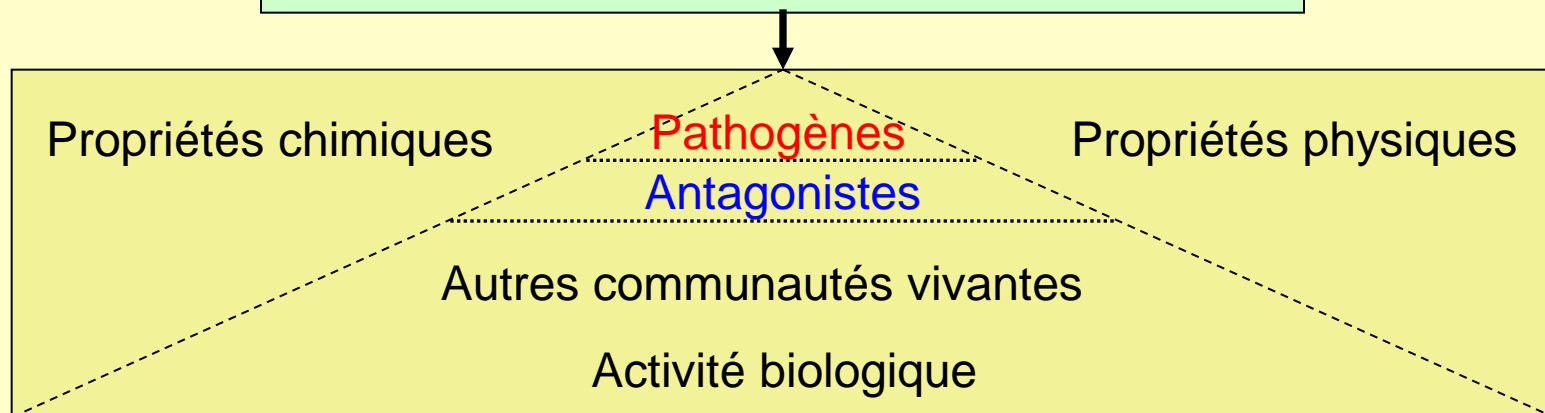 Propriétés chimiques
Pathogènes
Propriétés physiques
Antagonistes
Autres communautés vivantes
Activité biologique